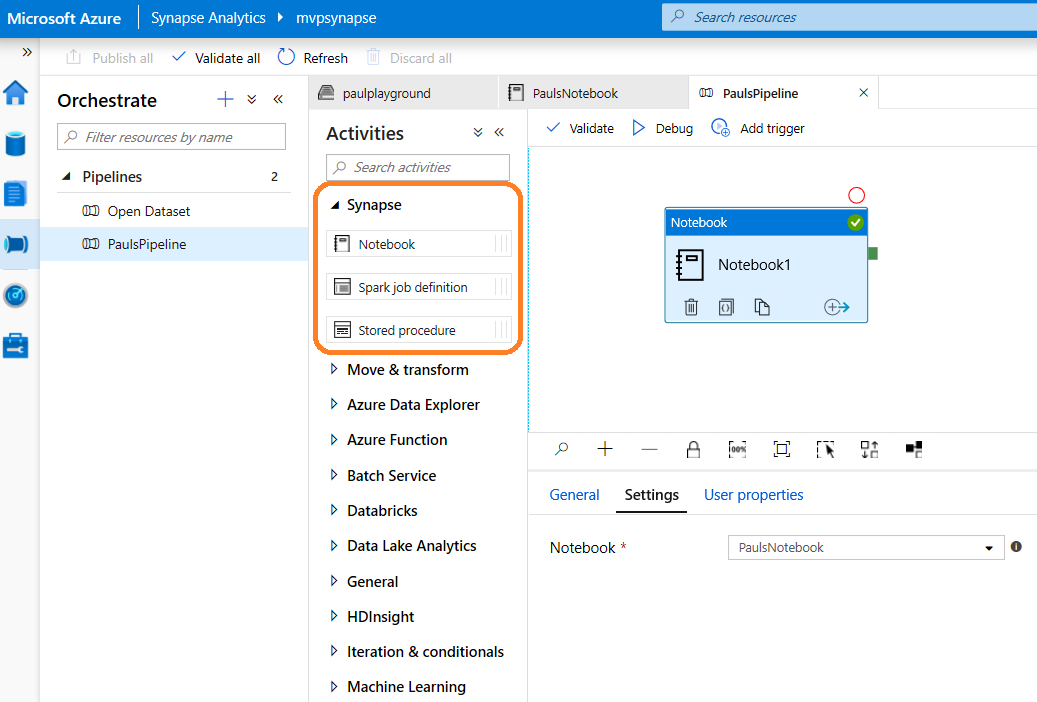 Microsoft Azure
Synapse Analytics
mvpsynapse
Search resources
Publish all
Validate all
Refresh
Discard all
Orchestrate
Filter resources by name
Pipelines
2
Open Dataset
PaulsPipeline
paulplayground
PaulsNotebook
PaulsPipeline
Activities
Search activities
Synapse
Notebook
Spark job definition
Stored procedure
Move & transform
Azure Data Explorer
Azure Function
Batch Service
Databricks
Data Lake Analytics
General
HDInsight
Iteration & conditionals
Machine Learning
Validate
Debug
Add trigger
Notebook
Notebook1
100%
General
Settings
User properties
Notebook *
PaulsNotebook